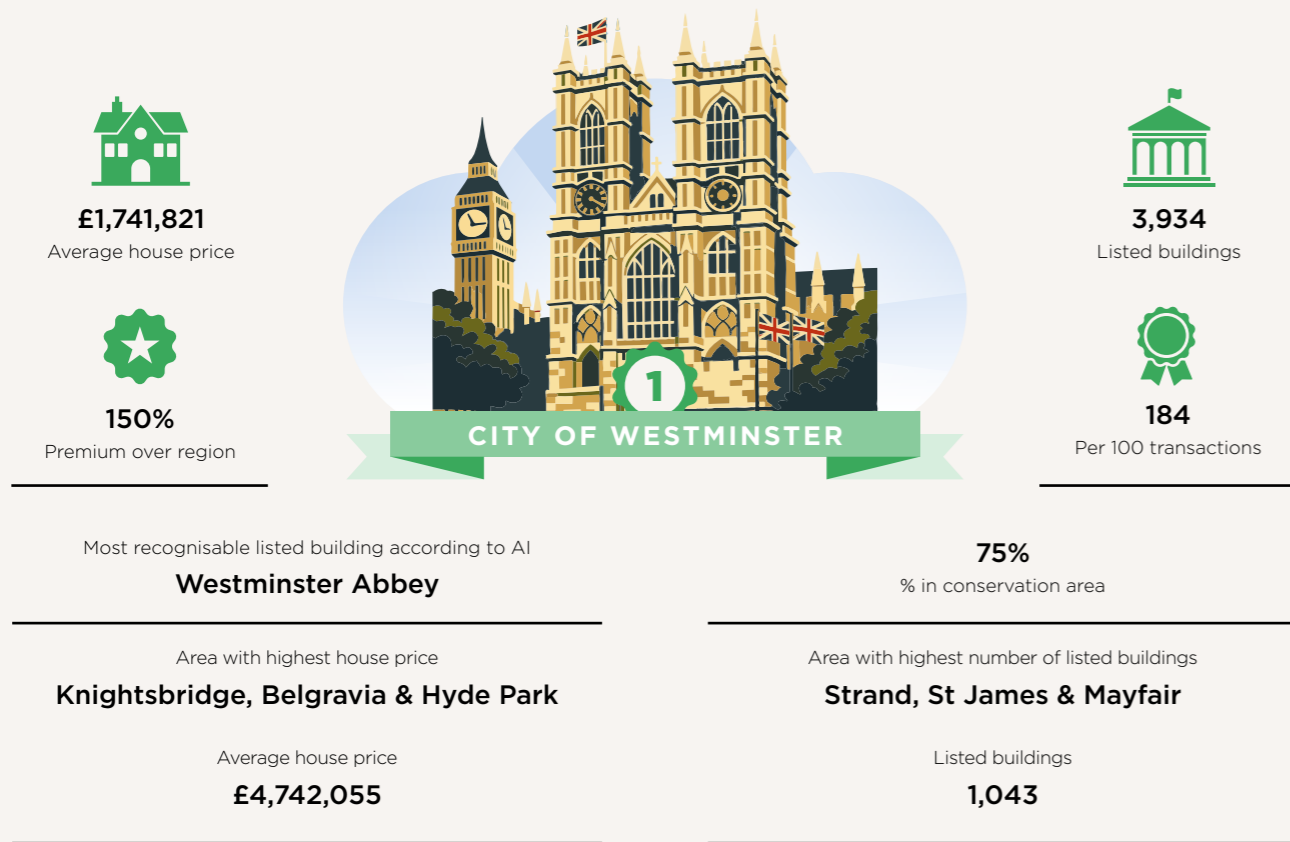 £1,741,821
Average house price
150%
Premium over region
1
CITY OF WESTMINSTER
3,934
Listed buildings
184
Per 100 transactions
Most recognisable listed building according to AI
Westminster Abbey
75%
% in conservation area
Area with highest house price
Knightsbridge, Belgravia & Hyde Park
Average house price
£4,742,055
Area with highest number of listed buildings
Strand, St James & Mayfair
Listed buildings
1,043